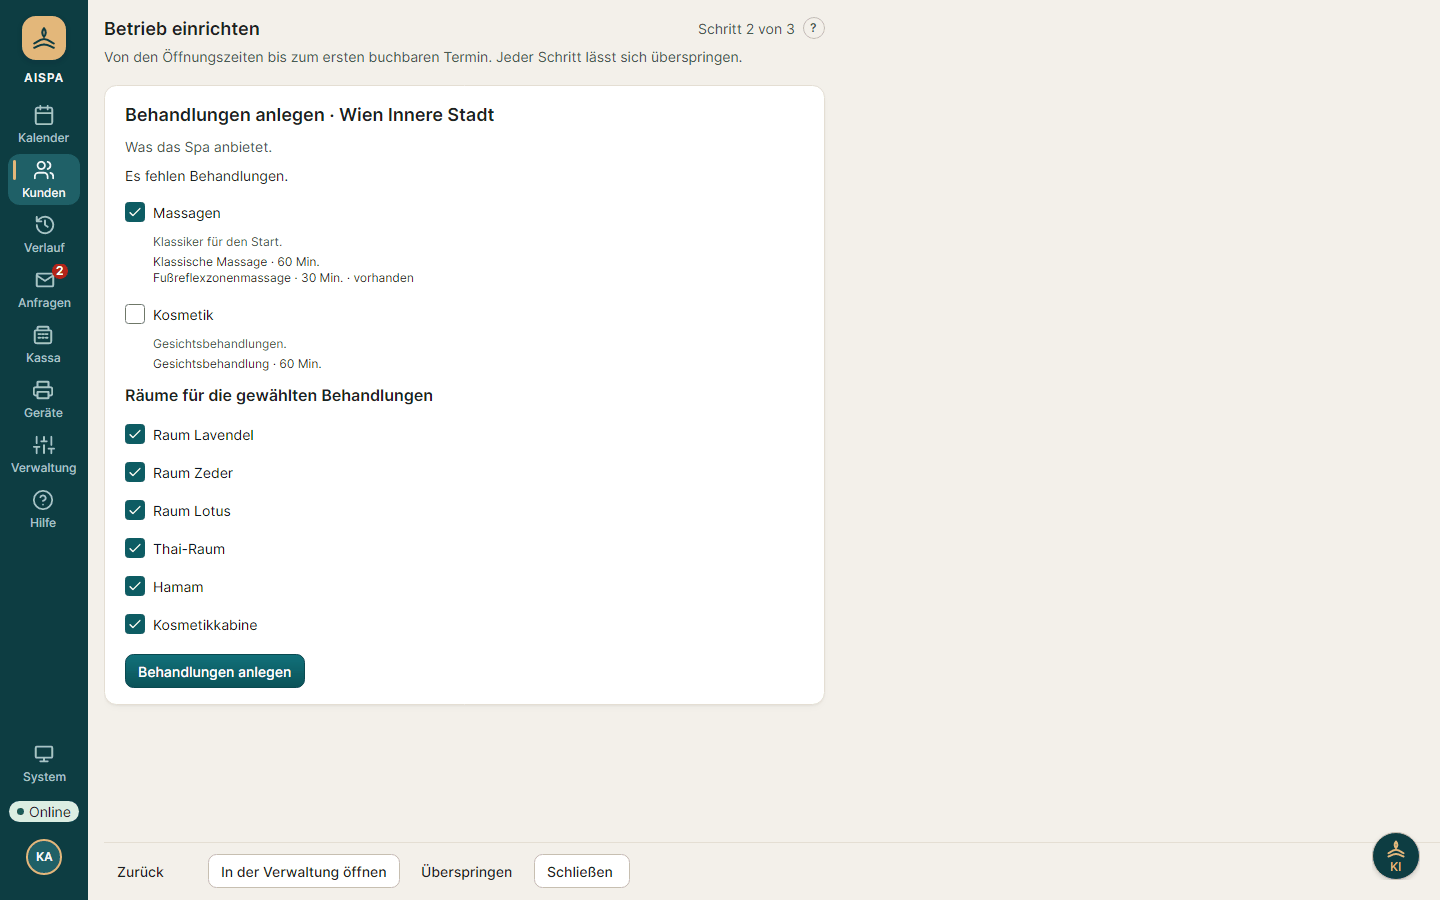 AISPA
Kalender
Kunden
Verlauf
2
Anfragen
Kassa
Geräte
Verwaltung
Hilfe
System
Online
KA
Betrieb einrichten
Schritt 2 von 3
?
Von den Öffnungszeiten bis zum ersten buchbaren Termin. Jeder Schritt lässt sich überspringen.
Behandlungen anlegen · Wien Innere Stadt
Was das Spa anbietet.
Es fehlen Behandlungen.
Massagen
Klassiker für den Start.
Klassische Massage · 60 Min.
Fußreflexzonenmassage · 30 Min. · vorhanden
Kosmetik
Gesichtsbehandlungen.
Gesichtsbehandlung · 60 Min.
Räume für die gewählten Behandlungen
Raum Lavendel
Raum Zeder
Raum Lotus
Thai-Raum
Hamam
Kosmetikkabine
Behandlungen anlegen
Zurück
In der Verwaltung öffnen
Überspringen
Schließen
KI